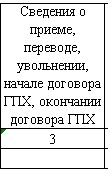 Сведения о
приеме,
переводе,
увольнении,
начале договора
ГПХ, окончании
договора ГПХ
3